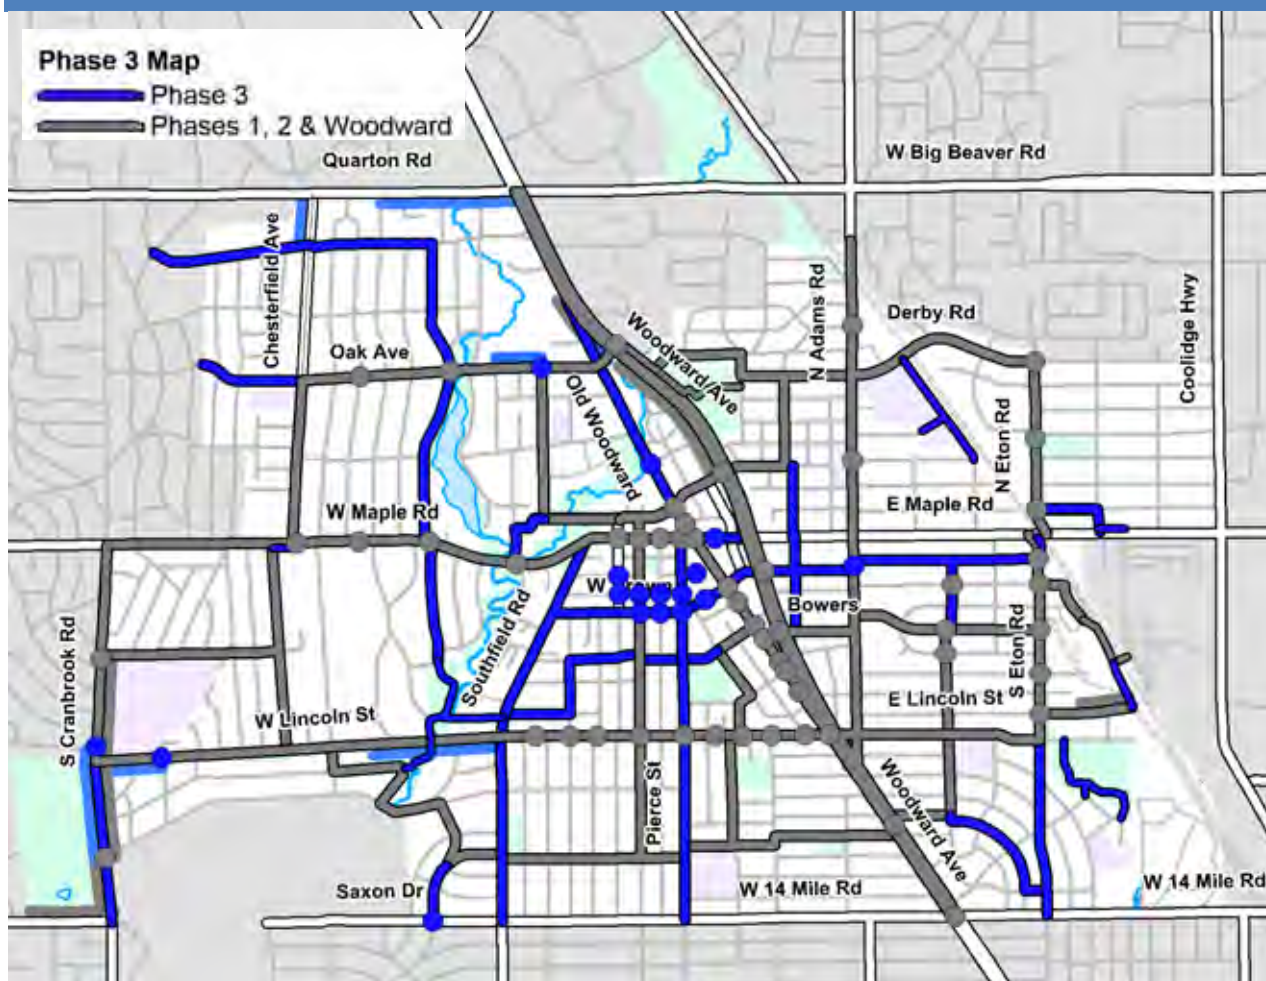 Phase 3 Map
Phase 3
Phases 1, 2 & Woodward
Quarton Rd
W Big Beaver Rd
Chesterfield Ave
N Adams Rd
Derby Rd
Woodward Ave
Oak Ave
Coolidge Hwy
Old Woodward
N Eton Rd
W Maple Rd
E Maple Rd
W Brown
Bowers
Southfield Rd
S Cranbrook Rd
S Eton Rd
E Lincoln St
W Lincoln St
Pierce St
Woodward Ave
Saxon Dr
W 14 Mile Rd
W 14 Mile Rd